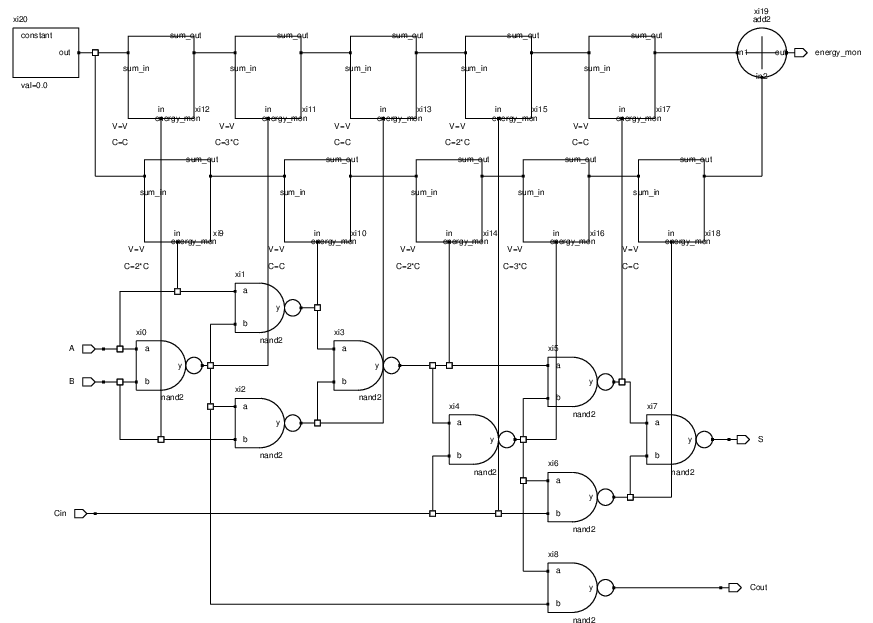 xi20
constant
out
val=0.0
xi19
add2
in1
out
in2
energy_mon
sum_out sum_out sum_out sum_out sum_out
sum_in sum_in sum_in sum_in sum_in
in in in in in
xi12 xi11 xi13 xi15 xi17
energy_mon energy_mon energy_mon energy_mon energy_mon
V=V V=V V=V V=V V=V
C=C C=3*C C=C C=2*C C=C
sum_out sum_out sum_out sum_out sum_out
sum_in sum_in sum_in sum_in sum_in
in in in in in
xi9 xi10 xi14 xi16 xi18
energy_mon energy_mon energy_mon energy_mon energy_mon
V=V V=V V=V V=V V=V
C=2*C C=C C=2*C C=3*C C=C
xi1
a
y
b
nand2
A
B
xi0
a
y
b
nand2
xi3
a
y
b
nand2
xi2
a
y
b
nand2
xi5
a
y
b
nand2
xi4
a
y
b
nand2
xi7
a
y
b
nand2
S
xi6
a
y
b
nand2
Cin
xi8
a
y
b
nand2
Cout